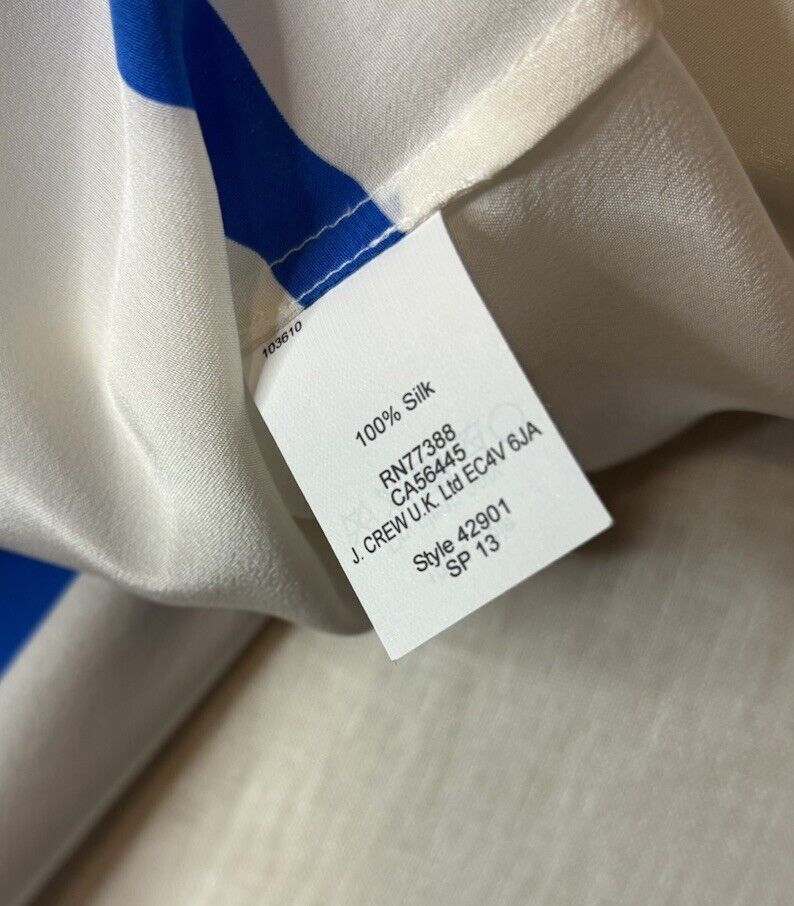 103610
100% Silk
RN77388
CA56445
J. CREW U.K. Ltd EC4V 6JA
Style 42901
SP 13